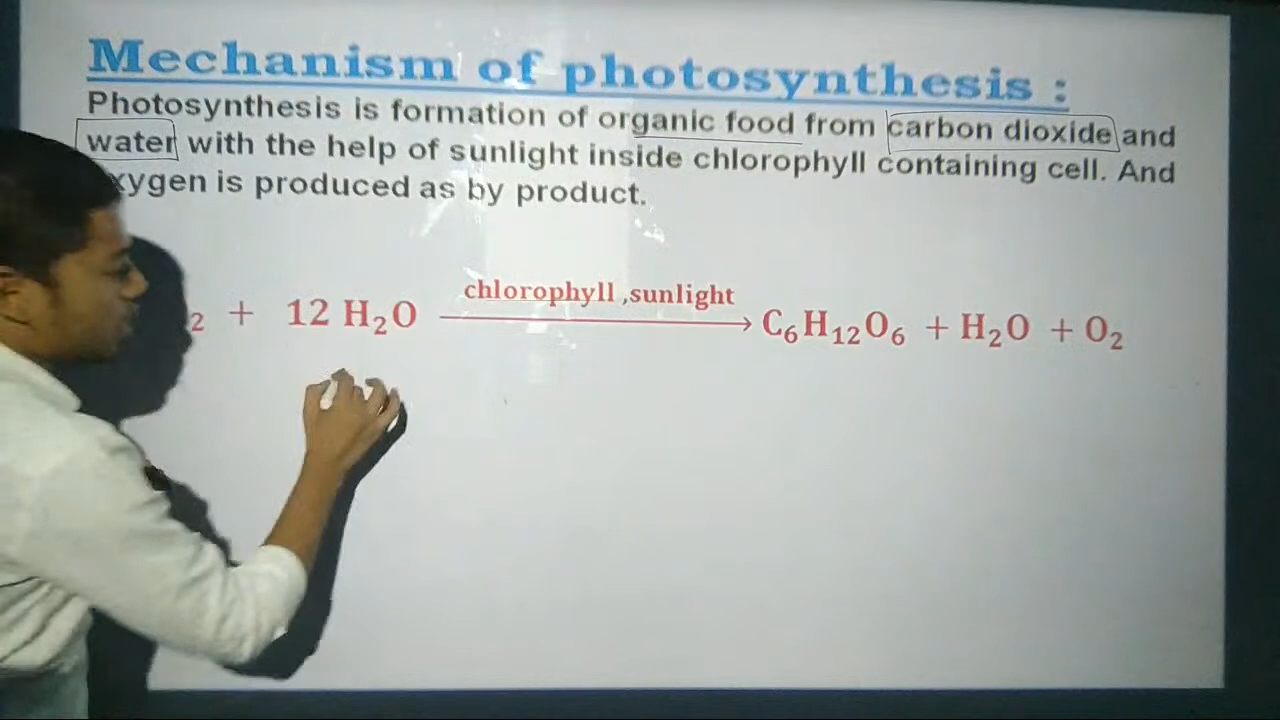 Mechanism of photosynthesis :
Photosynthesis is formation of organic food from carbon dioxide and
water with the help of sunlight inside chlorophyll containing cell. And
xygen is produced as by product.
chlorophyll ,sunlight
₂ + 12 H₂O ⟶ C₆H₁₂O₆ + H₂O + O₂